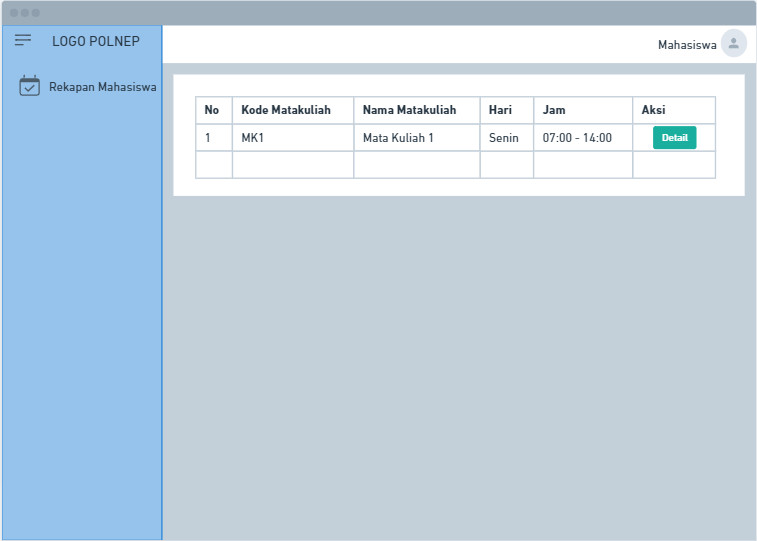 LOGO POLNEP
Mahasiswa
Rekapan Mahasiswa
No Kode Matakuliah Nama Matakuliah Hari Jam Aksi
1 MK1 Mata Kuliah 1 Senin 07:00 - 14:00 Detail